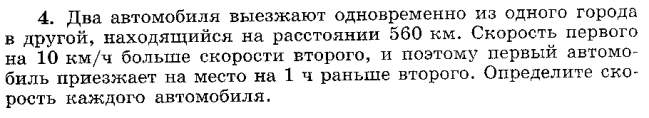 4. Два автомобиля выезжают одновременно из одного города
в другой, находящийся на расстоянии 560 км. Скорость первого
на 10 км/ч больше скорости второго, и поэтому первый автомо-
биль приезжает на место на 1 ч раньше второго. Определите ско-
рость каждого автомобиля.